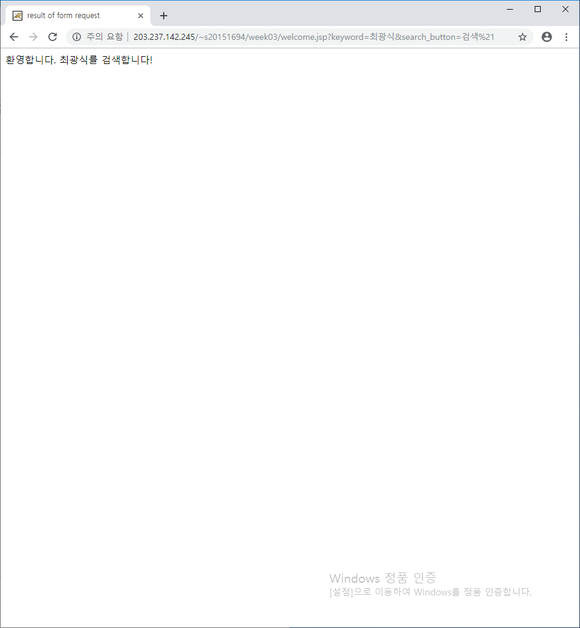 result of form request
주의 요함 | 203.237.142.245/~s20151694/week03/welcome.jsp?keyword=최광식&search_button=검색%21
환영합니다. 최광식를 검색합니다!
Windows 정품 인증
[설정]으로 이동하여 Windows를 정품 인증합니다.